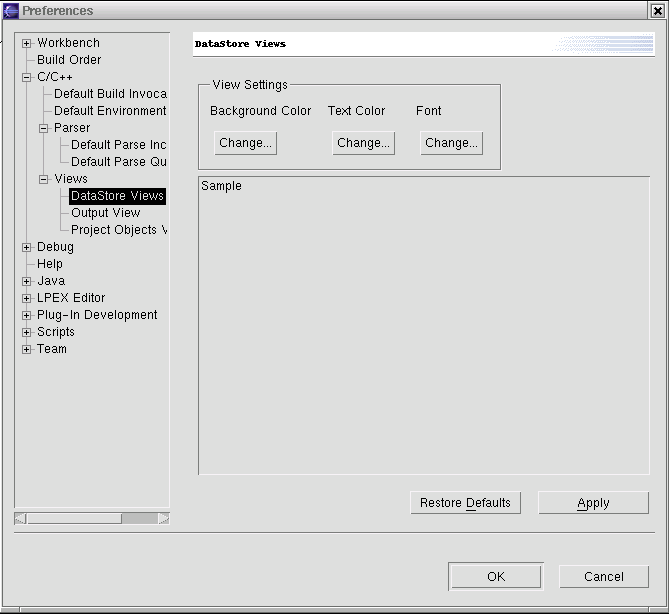 Preferences
Workbench
Build Order
C/C++
Default Build Invoca
Default Environment
Parser
Default Parse Inc
Default Parse Qu
Views
DataStore Views
Output View
Project Objects V
Debug
Help
Java
LPEX Editor
Plug-In Development
Scripts
Team
DataStore Views
View Settings
Background Color Text Color Font
Change... Change... Change...
Sample
Restore Defaults Apply
OK Cancel